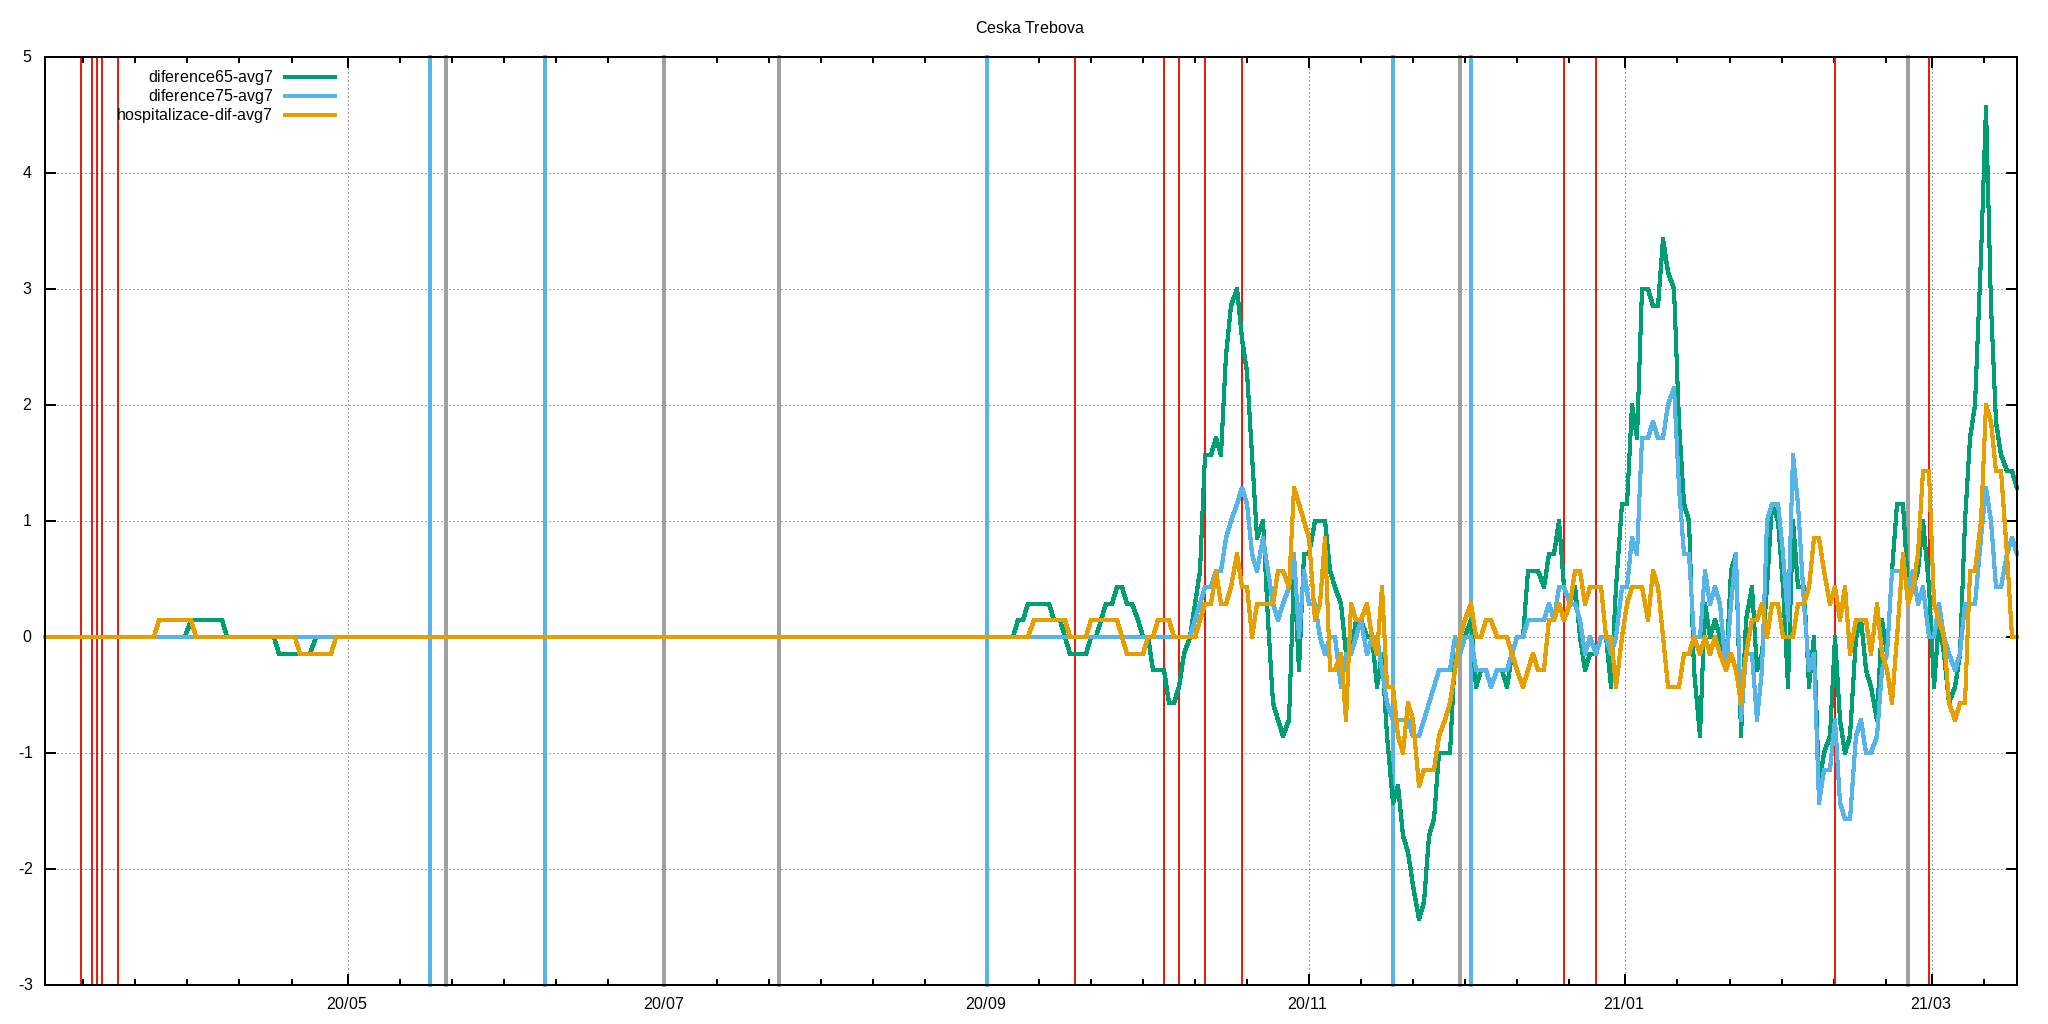 Ceska Trebova
5
diference65-avg7
diference75-avg7
hospitalizace-dif-avg7
4
3
2
1
0
-1
-2
-3
20/05 20/07 20/09 20/11 21/01 21/03